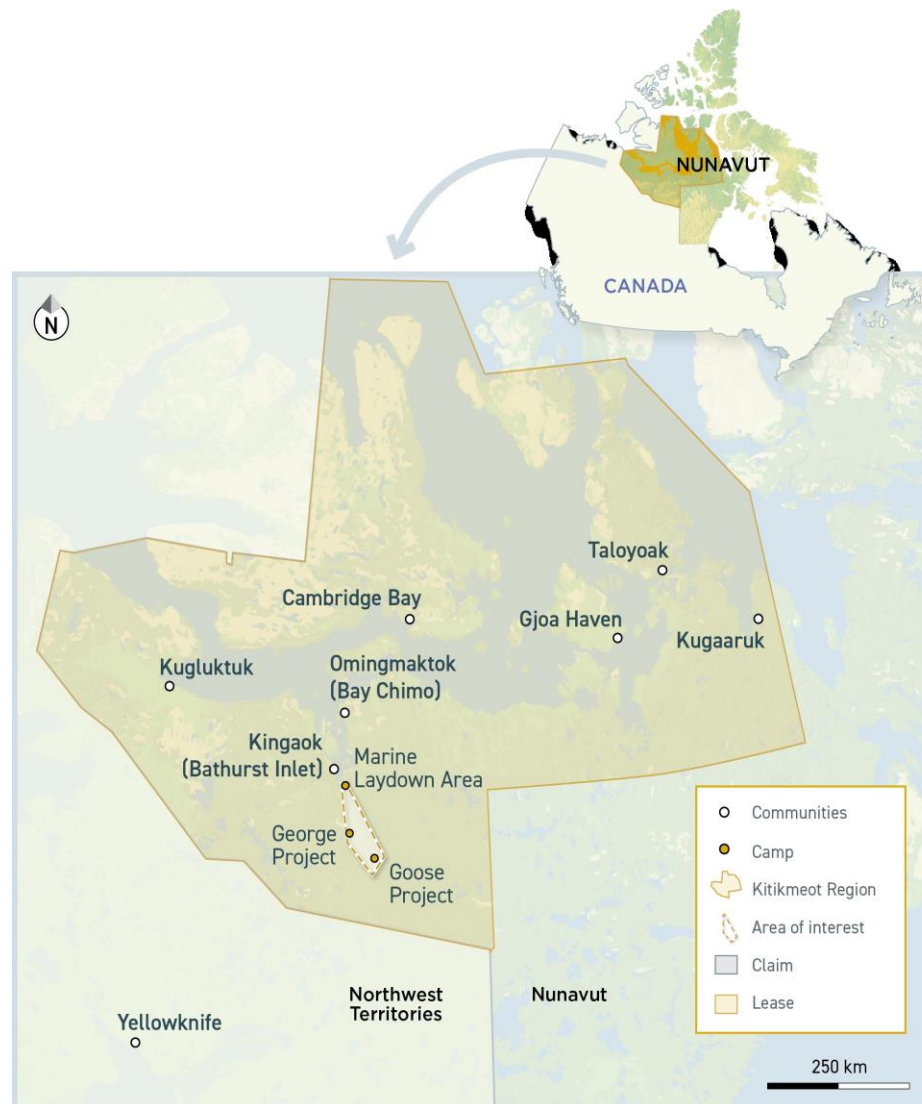 NUNAVUT
CANADA
N
Taloyoak
Cambridge Bay
Gjoa Haven
Kugaaruk
Kugluktuk
Omingmaktok
(Bay Chimo)
Kingaok
(Bathurst Inlet)
Marine
Laydown Area
George
Project
Goose
Project
Communities
Camp
Kitikmeot Region
Area of interest
Claim
Lease
Northwest
Territories
Nunavut
Yellowknife
250 km